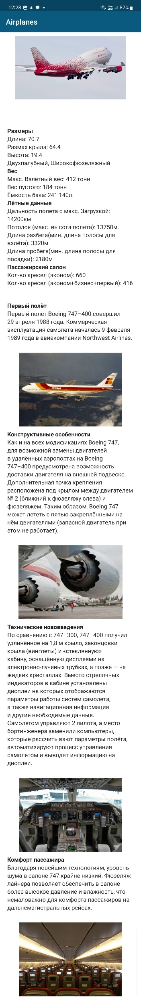 12:28
Vo)) LTE1
87%
Airplanes
Размеры
Длина: 70.7
Размах крыла: 64.4
Высота: 19.4
Двухпалубный, Широкофюзеляжный
Вес
Макс. Взлётный вес: 412 тонн
Вес пустого: 184 тонн
Ёмкость бака: 241 140л.
Лётные данные
Дальность полета с макс. Загрузкой:
14200км
Потолок (макс. высота полета): 13750м.
Длина разбега(мин. длина полосы для
взлёта): 3320м
Длина пробега(мин. длина полосы для
посадки): 2180м
Пассажирский салон
Кол-во кресел (эконом): 660
Кол-во кресел (эконом+бизнес+первый): 416
Первый полёт
Первый полет Boeing 747–400 совершил
29 апреля 1988 года. Коммерческая
эксплуатация самолета началась 9 февраля
1989 года в авиакомпании Northwest Airlines.
IBERIA
Конструктивные особенности
Как и на всех модификациях Boeing 747,
для возможной замены двигателей
в удалённых аэропортах на Boeing
747–400 предусмотрена возможность
доставки двигателя на внешней подвеске.
Дополнительная точка крепления
расположена под крылом между двигателем
№ 2 (ближний к фюзеляжу слева) и
фюзеляжем. Таким образом, Boeing 747
может лететь с пятью закреплёнными на
нём двигателями (запасной двигатель при
этом не работает).
Технические нововведения
По сравнению с 747–300, 747–400 получил
удлинённое на 1,8 м крыло, законцовки
крыла (винглеты) и «стеклянную»
кабину, оснащённую дисплеями на
электронно-лучевых трубках, а позже — на
жидких кристаллах. Вместо стрелочных
индикаторов в кабине установлены
дисплеи на которых отображаются
параметры работы систем самолета,
а также навигационная информация
и другие необходимые данные.
Самолетом управляют 2 пилота, а место
бортинженера заменили компьютеры,
которые рассчитывают параметры полёта,
автоматизируют процесс управления
самолетом и выводят информацию на
дисплеи.
Комфорт пассажира
Благодаря новейшим технологиям, уровень
шума в салоне 747 крайне низкий. Фюзеляж
лайнера позволяет обеспечить в салоне
более высокое давление и влажность, что
немаловажно для комфорта пассажиров на
дальнемагистральных рейсах.